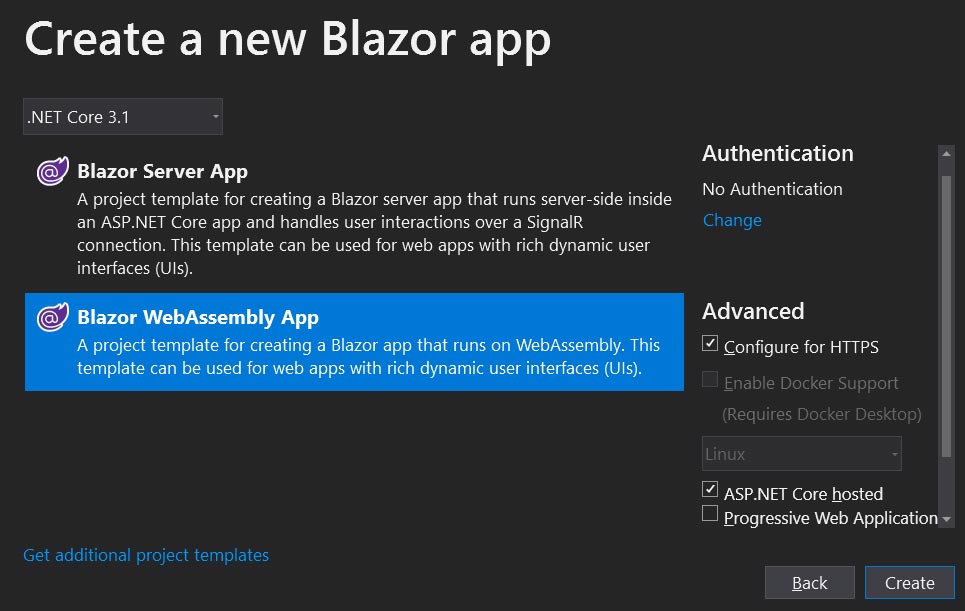 Create a new Blazor app
.NET Core 3.1
Blazor Server App
A project template for creating a Blazor server app that runs server-side inside
an ASP.NET Core app and handles user interactions over a SignalR
connection. This template can be used for web apps with rich dynamic user
interfaces (UIs).
Blazor WebAssembly App
A project template for creating a Blazor app that runs on WebAssembly. This
template can be used for web apps with rich dynamic user interfaces (UIs).
Get additional project templates
Authentication
No Authentication
Change
Advanced
Configure for HTTPS
Enable Docker Support
(Requires Docker Desktop)
Linux
ASP.NET Core hosted
Progressive Web Application
Back
Create